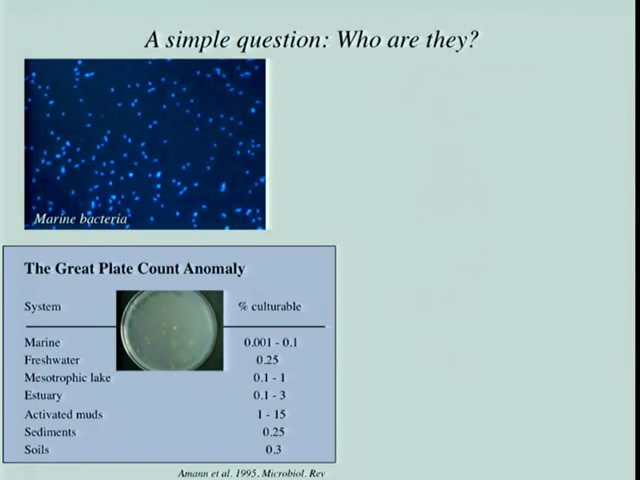 A simple question: Who are they?
Marine bacteria
The Great Plate Count Anomaly
System % culturable
Marine 0.001 - 0.1
Freshwater 0.25
Mesotrophic lake 0.1 - 1
Estuary 0.1 - 3
Activated muds 1 - 15
Sediments 0.25
Soils 0.3
Amann et al. 1995. Microbiol. Rev